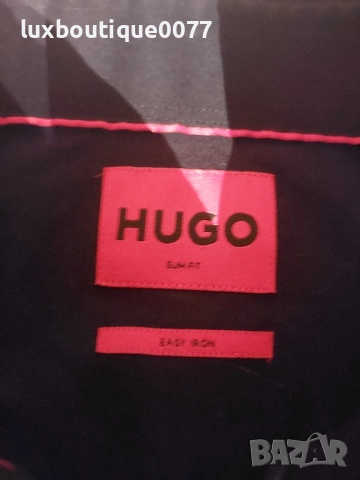 luxboutique0077
HUGO
SLIM FIT
EASY IRON
BAZAR